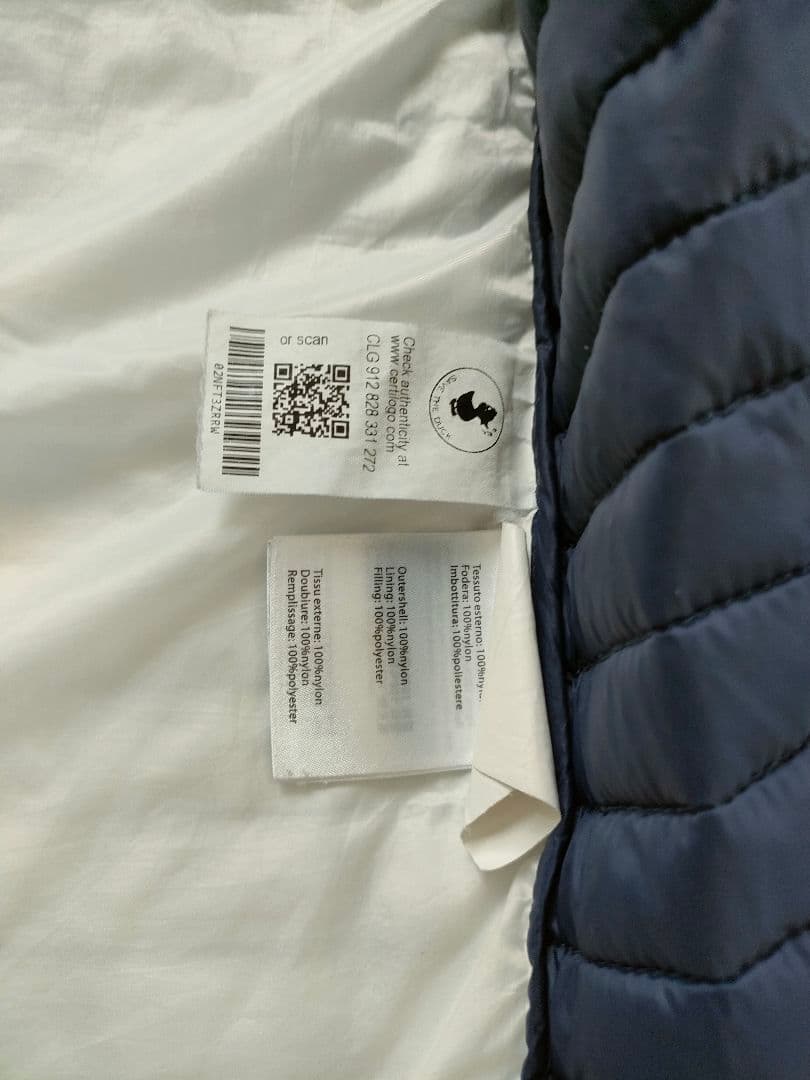 SAVE THE DUCK
Check authenticity at
www.certilogo.com
CLG 912 828 331 272
or scan
02NFT3ZRRW
Tessuto esterno: 100%
Fodera: 100%nylon
Imbottitura: 100%poliestere
Outershell: 100%nylon
Lining: 100%nylon
Filling: 100%polyester
Tissu externe: 100%nylon
Doublure: 100%nylon
Remplissage: 100%polyester